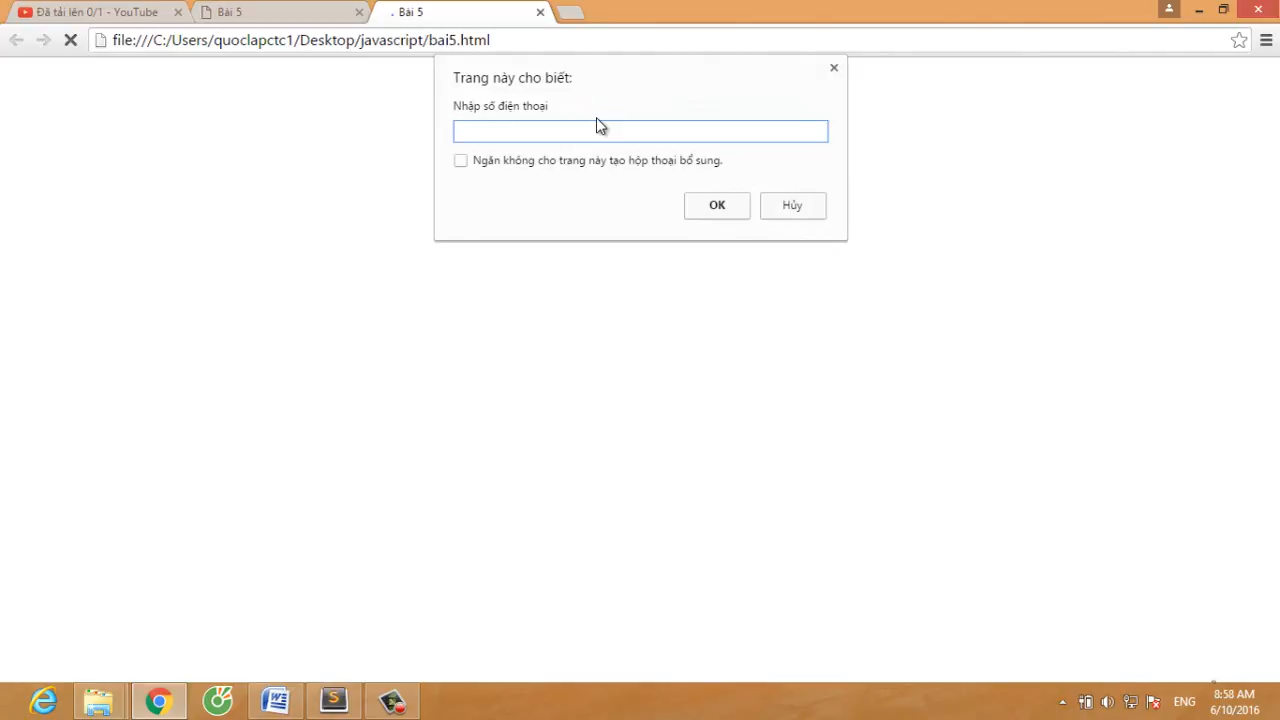 Đã tải lên 0/1 - YouTube
Bài 5
Bài 5
file:///C:/Users/quoclapctc1/Desktop/javascript/bai5.html
Trang này cho biết:
Nhập số điện thoại
Ngăn không cho trang này tạo hộp thoại bổ sung.
OK
Hủy
ENG
8:58 AM
6/10/2016